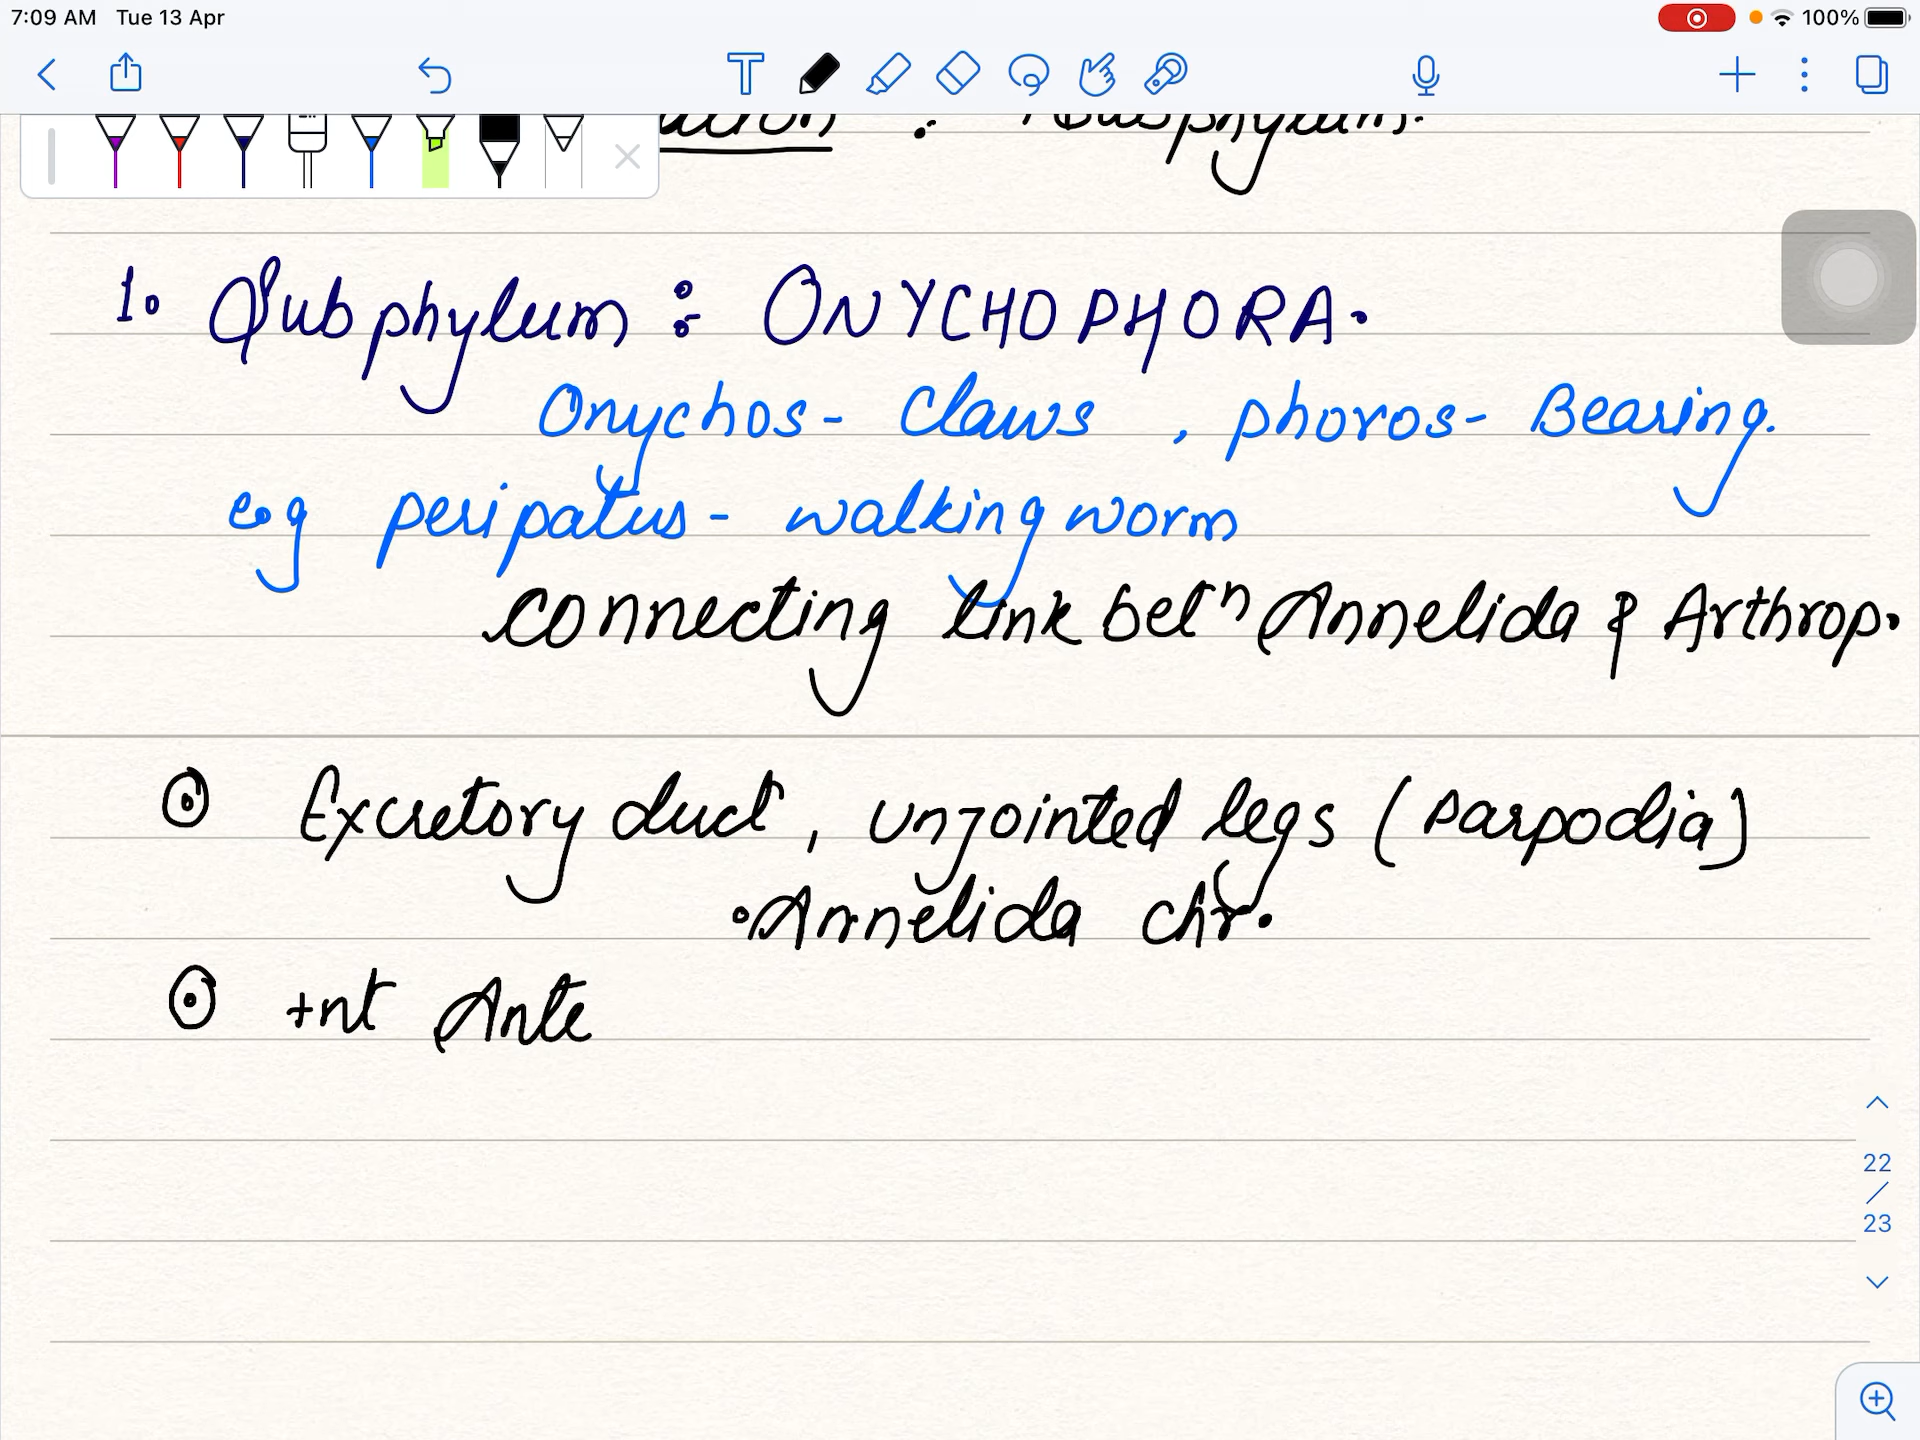 7:09 AM Tue 13 Apr
100%
1. Subphylum : ONYCHOPHORA.
Onychos - Claws , phoros - Bearing.
e.g peripatus - walking worm
connecting link betn Annelida & Arthrop.
Excretory duct , unjointed legs ( Parpodia )
Annelida chr.
+nt Ante
22
/
23